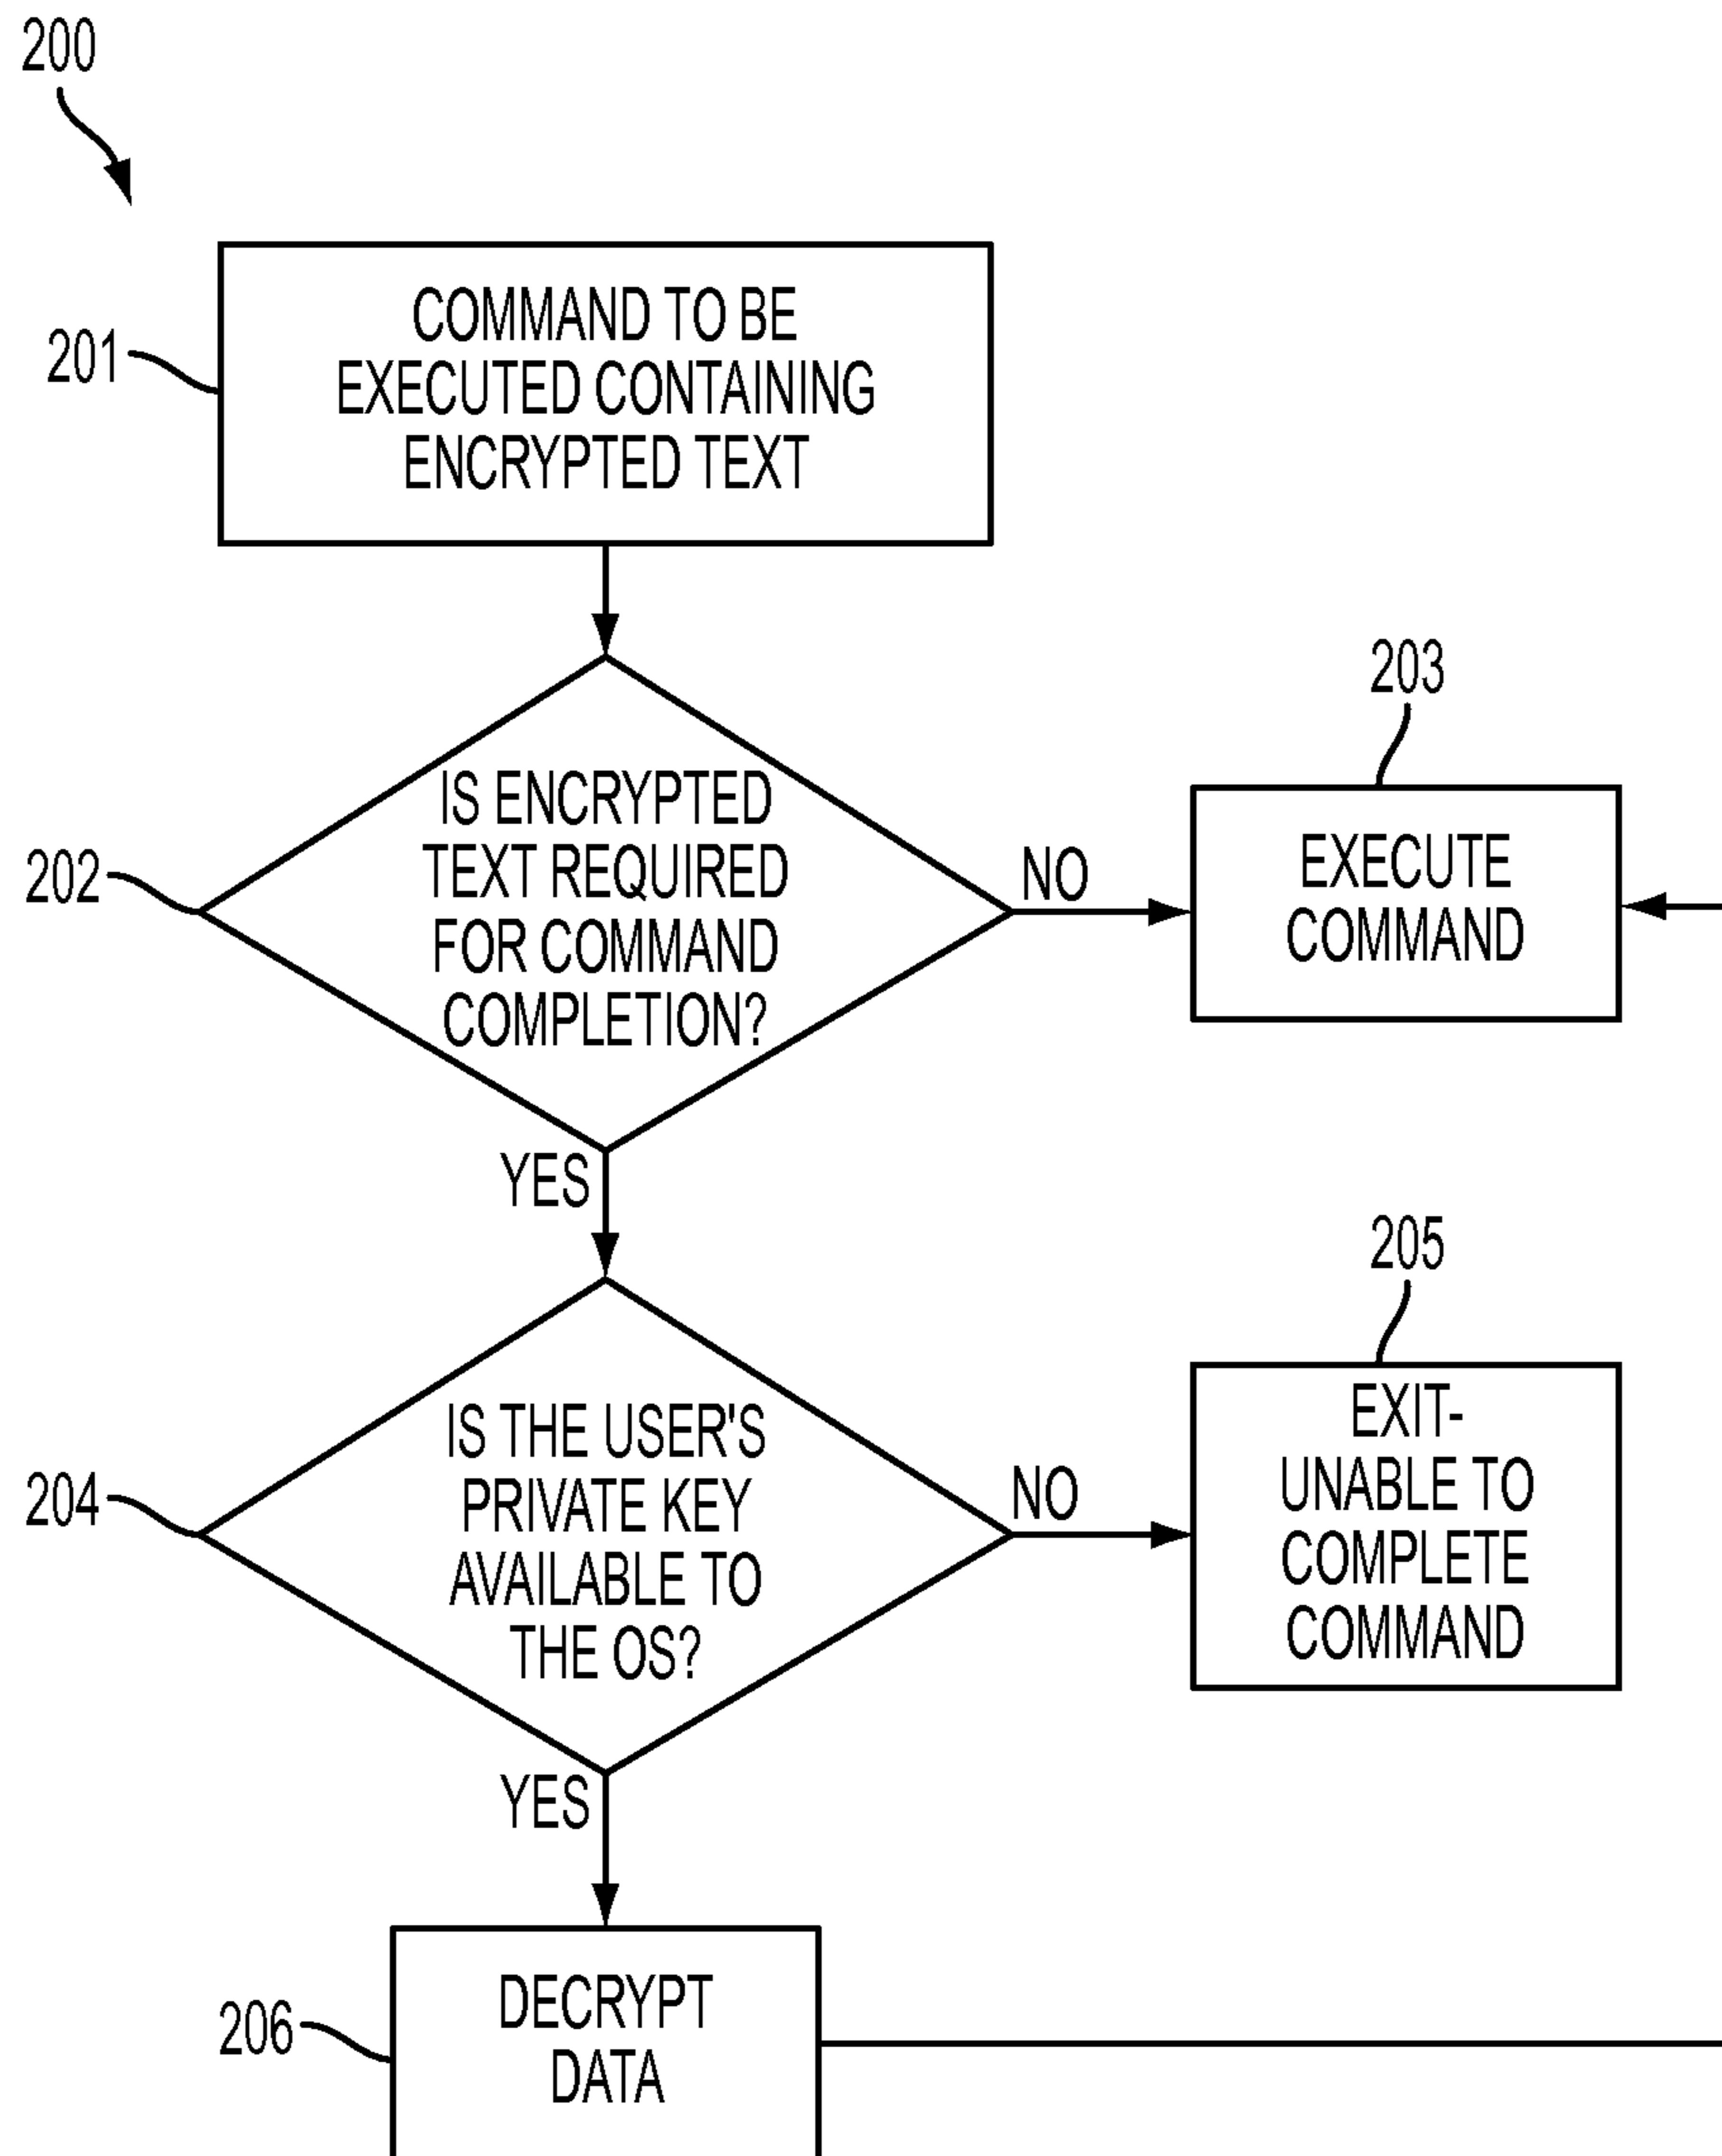 200
201
COMMAND TO BE
EXECUTED CONTAINING
ENCRYPTED TEXT
202
IS ENCRYPTED
TEXT REQUIRED
FOR COMMAND
COMPLETION?
NO
203
EXECUTE
COMMAND
YES
204
IS THE USER'S
PRIVATE KEY
AVAILABLE TO
THE OS?
NO
205
EXIT-
UNABLE TO
COMPLETE
COMMAND
YES
206
DECRYPT
DATA